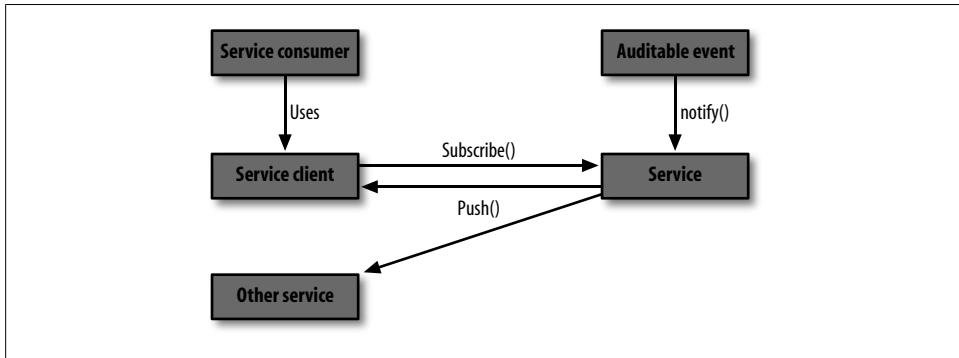 Service consumer
Auditable event
Uses
notify()
Subscribe()
Service client
Service
Push()
Other service